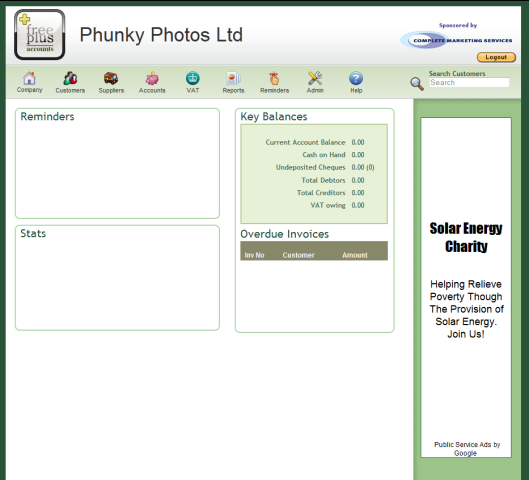 free
plus
accounts
Phunky Photos Ltd
Sponsored by
COMPLETE MARKETING SERVICES
Logout
Company
Customers
Suppliers
Accounts
VAT
Reports
Reminders
Admin
Help
Search Customers
Search
Reminders
Stats
Key Balances
Current Account Balance 0.00
Cash on Hand 0.00
Undeposited Cheques 0.00 (0)
Total Debtors 0.00
Total Creditors 0.00
VAT owing 0.00
Overdue Invoices
Inv No Customer Amount
Solar Energy
Charity
Helping Relieve
Poverty Though
The Provision of
Solar Energy.
Join Us!
Public Service Ads by
Google